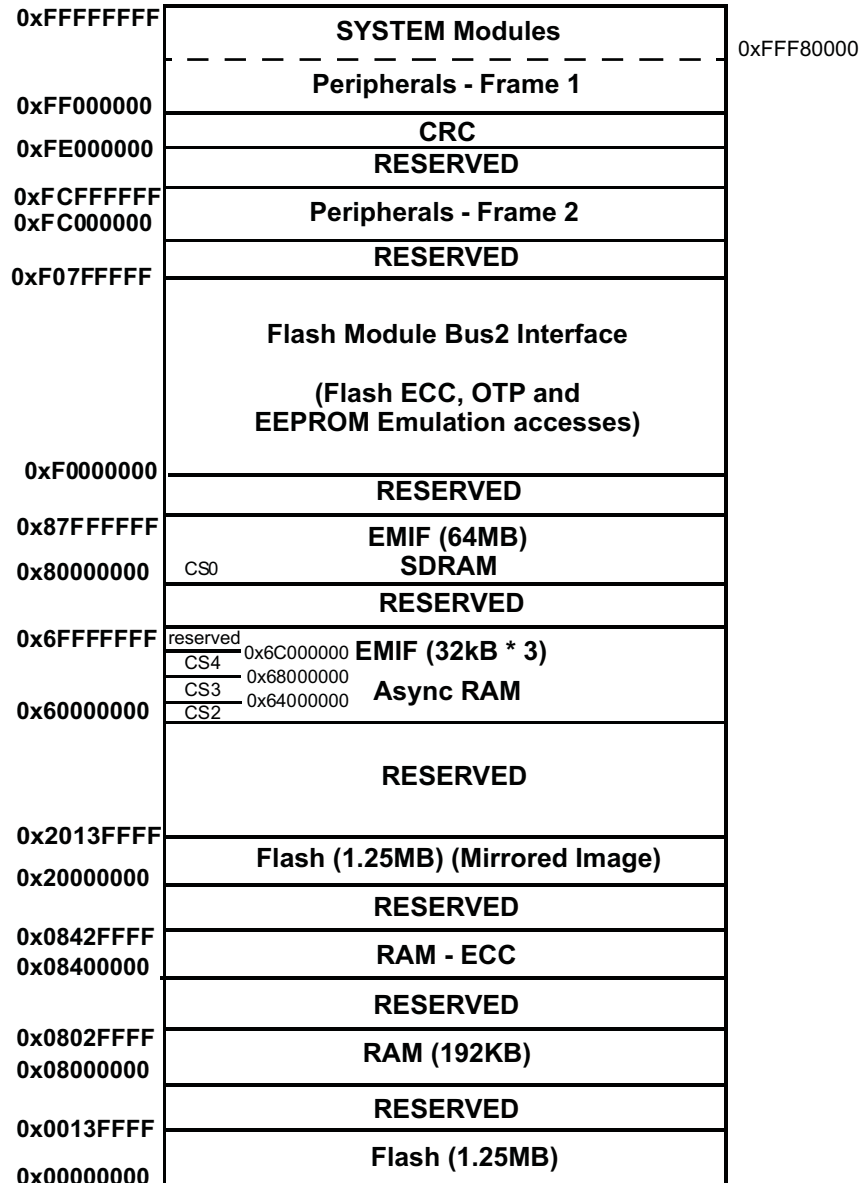 0xFFFFFFFF
SYSTEM Modules
0xFFF80000
Peripherals - Frame 1
0xFF000000
CRC
0xFE000000
RESERVED
0xFCFFFFFF
Peripherals - Frame 2
0xFC000000
RESERVED
0xF07FFFFF
Flash Module Bus2 Interface
(Flash ECC, OTP and
EEPROM Emulation accesses)
0xF0000000
RESERVED
0x87FFFFFF
EMIF (64MB)
0x80000000
CS0
SDRAM
RESERVED
0x6FFFFFFF
reserved
0x6C000000
EMIF (32kB * 3)
CS4
0x68000000
CS3
Async RAM
0x64000000
0x60000000
CS2
RESERVED
0x2013FFFF
Flash (1.25MB) (Mirrored Image)
0x20000000
RESERVED
0x0842FFFF
RAM - ECC
0x08400000
RESERVED
0x0802FFFF
RAM (192KB)
0x08000000
RESERVED
0x0013FFFF
Flash (1.25MB)
0x00000000